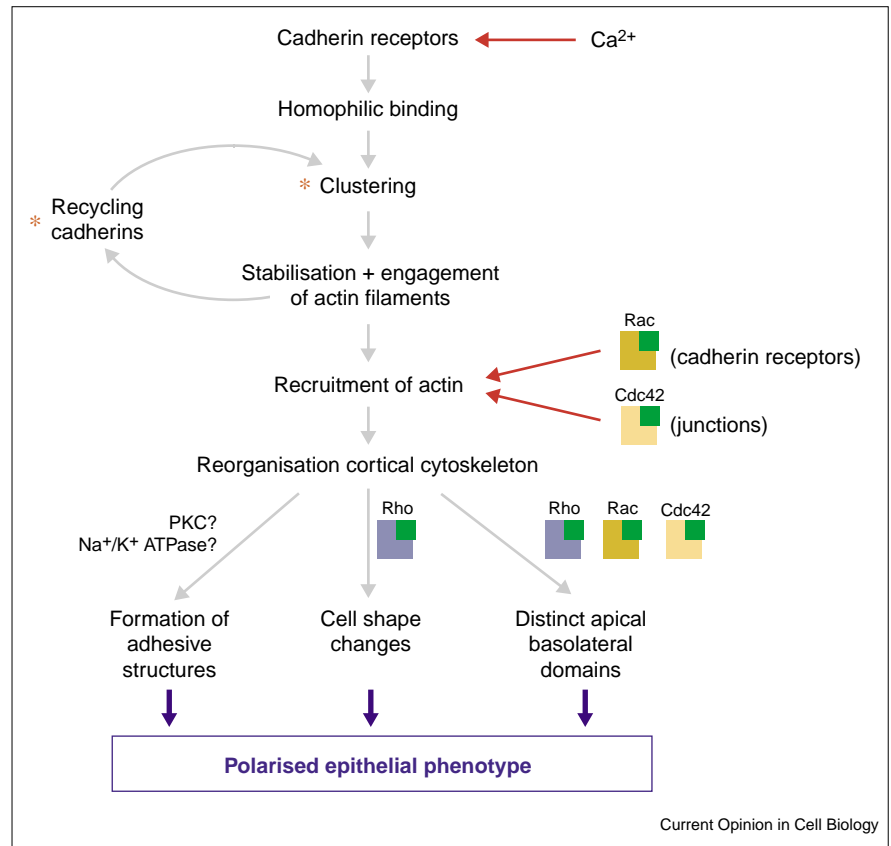 Cadherin receptors
Ca²⁺
Homophilic binding
* Clustering
* Recycling
cadherins
Stabilisation + engagement
of actin filaments
Rac
(cadherin receptors)
Recruitment of actin
Cdc42
(junctions)
Reorganisation cortical cytoskeleton
PKC?
Na⁺/K⁺ ATPase?
Rho
Rho
Rac
Cdc42
Formation of
adhesive
structures
Cell shape
changes
Distinct apical
basolateral
domains
Polarised epithelial phenotype
Current Opinion in Cell Biology